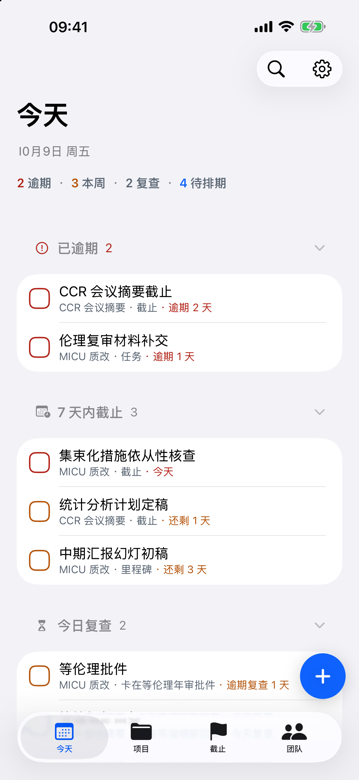 09:41
今天
10月9日 周五
2 逾期 · 3 本周 · 2 复查 · 4 待排期
已逾期 2
CCR 会议摘要截止
CCR 会议摘要 · 截止 · 逾期 2 天
伦理复审材料补交
MICU 质改 · 任务 · 逾期 1 天
7 天内截止 3
集束化措施依从性核查
MICU 质改 · 截止 · 今天
统计分析计划定稿
CCR 会议摘要 · 截止 · 还剩 1 天
中期汇报幻灯初稿
MICU 质改 · 里程碑 · 还剩 3 天
今日复查 2
等伦理批件
MICU 质改 · 卡在等伦理年审批件 · 逾期复查 1 天
今天
项目
截止
团队